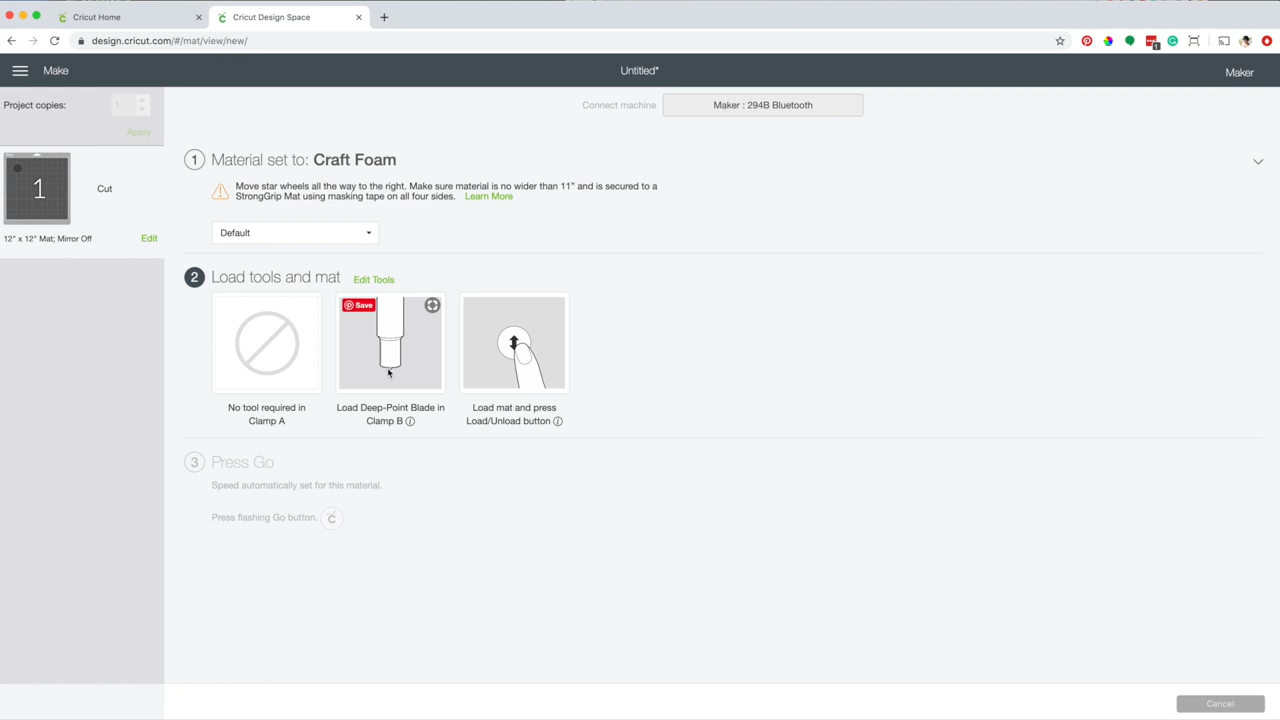 Cricut Home
Cricut Design Space
design.cricut.com/#/mat/view/new/
1
Make
Untitled*
Maker
Project copies:
1
Apply
Connect machine
Maker : 294B Bluetooth
1
Cut
12" x 12" Mat; Mirror Off
Edit
1 Material set to: Craft Foam
Move star wheels all the way to the right. Make sure material is no wider than 11" and is secured to a
StrongGrip Mat using masking tape on all four sides. Learn More
Default
2 Load tools and mat Edit Tools
Save
No tool required in
Clamp A
Load Deep-Point Blade in
Clamp B i
Load mat and press
Load/Unload button i
3 Press Go
Speed automatically set for this material.
Press flashing Go button.
Cancel